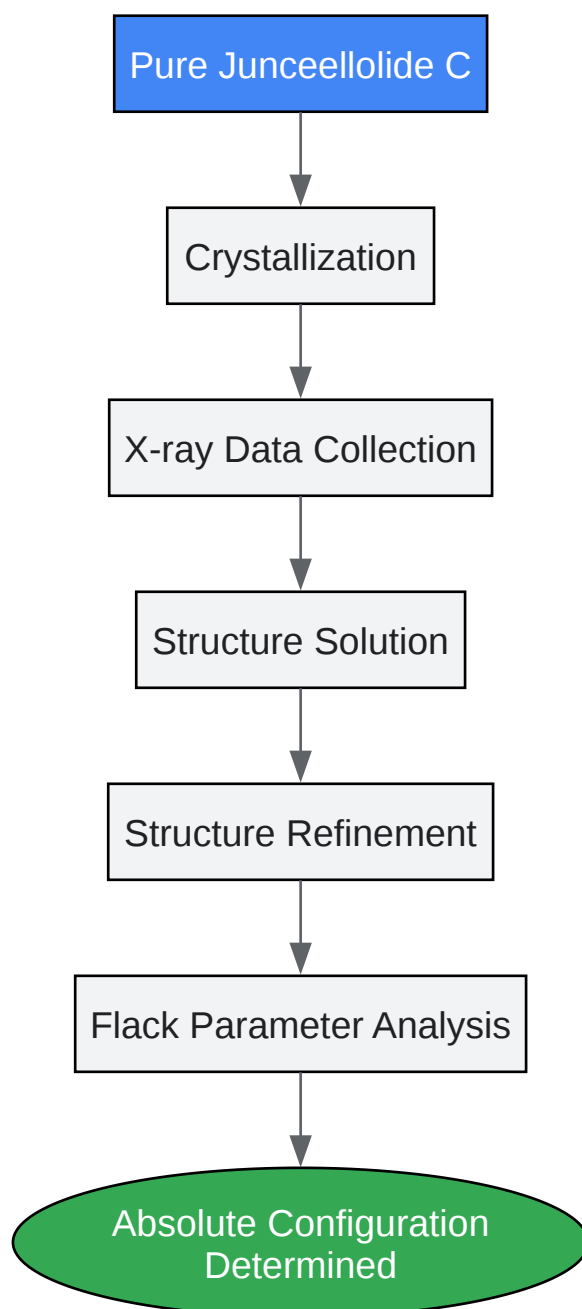 Pure Junceellolide C
Crystallization
X-ray Data Collection
Structure Solution
Structure Refinement
Flack Parameter Analysis
Absolute Configuration
Determined